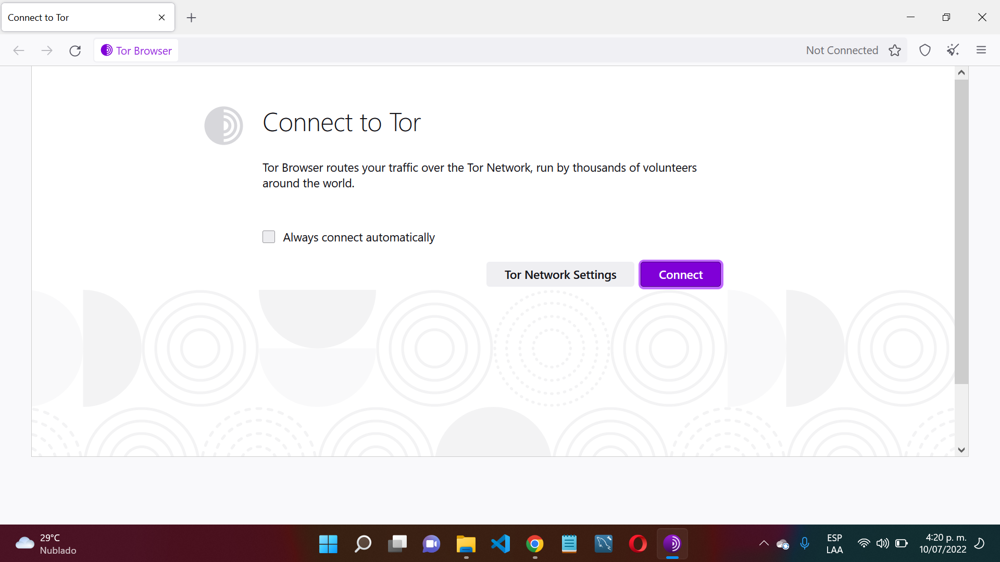 Connect to Tor
Tor Browser
Not Connected
Connect to Tor
Tor Browser routes your traffic over the Tor Network, run by thousands of volunteers
around the world.
Always connect automatically
Tor Network Settings
Connect
29°C
Nublado
ESP
LAA
4:20 p. m.
10/07/2022